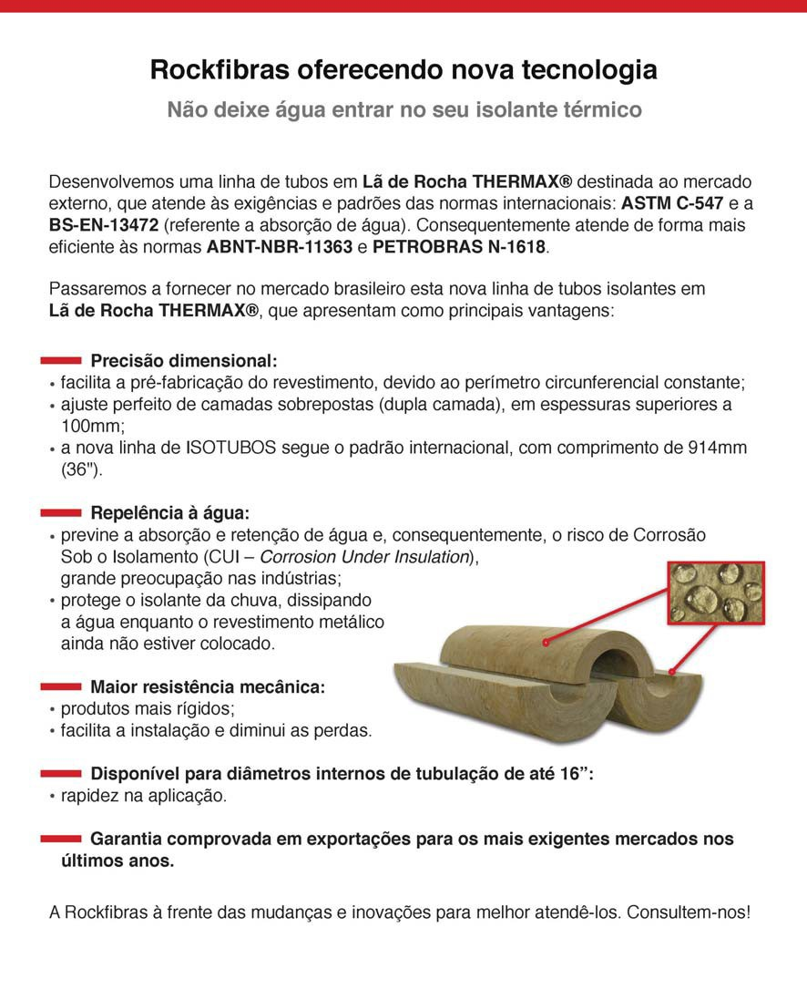 Rockfibras oferecendo nova tecnologia
Não deixe água entrar no seu isolante térmico
Desenvolvemos uma linha de tubos em Lã de Rocha THERMAX® destinada ao mercado
externo, que atende às exigências e padrões das normas internacionais: ASTM C-547 e a
BS-EN-13472 (referente a absorção de água). Consequentemente atende de forma mais
eficiente às normas ABNT-NBR-11363 e PETROBRAS N-1618.
Passaremos a fornecer no mercado brasileiro esta nova linha de tubos isolantes em
Lã de Rocha THERMAX®, que apresentam como principais vantagens:
Precisão dimensional:
• facilita a pré-fabricação do revestimento, devido ao perímetro circunferencial constante;
• ajuste perfeito de camadas sobrepostas (dupla camada), em espessuras superiores a
100mm;
• a nova linha de ISOTUBOS segue o padrão internacional, com comprimento de 914mm
(36").
Repelência à água:
• previne a absorção e retenção de água e, consequentemente, o risco de Corrosão
Sob o Isolamento (CUI – Corrosion Under Insulation),
grande preocupação nas indústrias;
• protege o isolante da chuva, dissipando
a água enquanto o revestimento metálico
ainda não estiver colocado.
Maior resistência mecânica:
• produtos mais rígidos;
• facilita a instalação e diminui as perdas.
Disponível para diâmetros internos de tubulação de até 16”:
• rapidez na aplicação.
Garantia comprovada em exportações para os mais exigentes mercados nos
últimos anos.
A Rockfibras à frente das mudanças e inovações para melhor atendê-los. Consultem-nos!